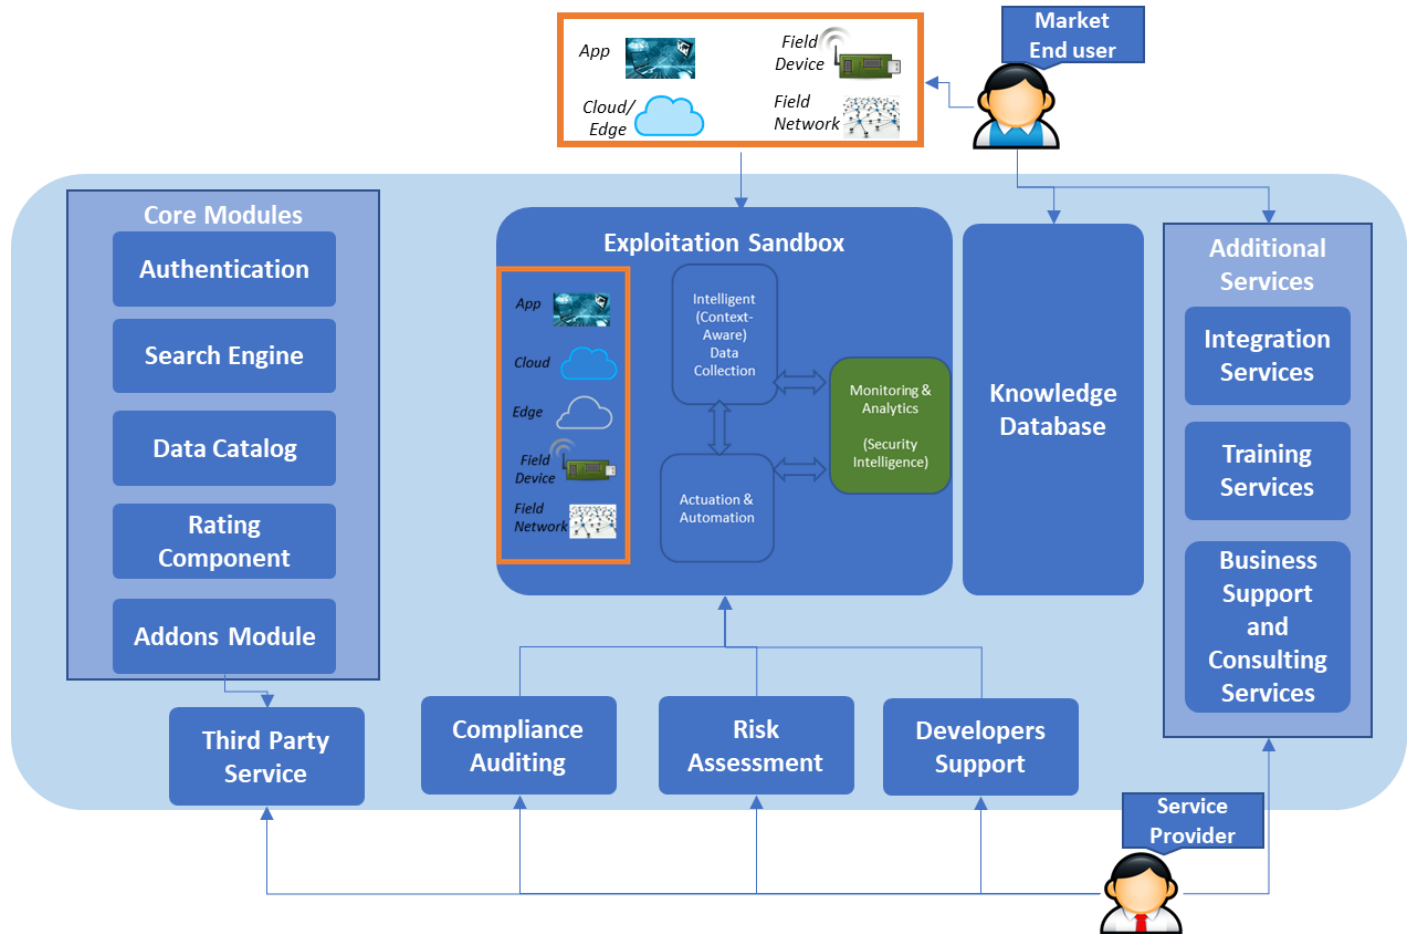 Market
End user
App
Field
Device
Cloud/
Edge
Field
Network
Core Modules
Authentication
Search Engine
Data Catalog
Rating
Component
Addons Module
Exploitation Sandbox
App
Cloud
Edge
Field
Device
Field
Network
Intelligent
(Context-
Aware)
Data
Collection
Monitoring &
Analytics
(Security
Intelligence)
Actuation &
Automation
Knowledge
Database
Additional
Services
Integration
Services
Training
Services
Business
Support
and
Consulting
Services
Third Party
Service
Compliance
Auditing
Risk
Assessment
Developers
Support
Service
Provider